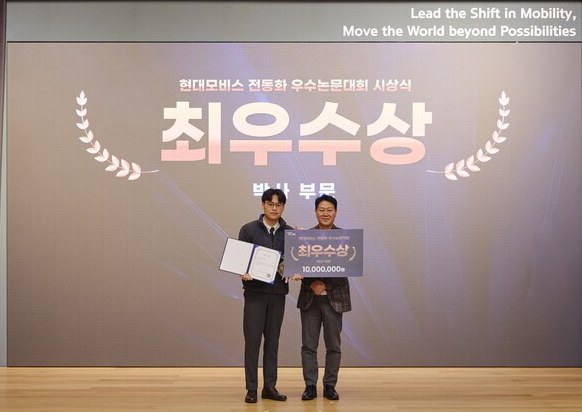 Lead the Shift in Mobility,
Move the World beyond Possibilities
현대모비스 전동화 우수논문대회 시상식
최우수상
박사 부문
최우수상
10,000,000원